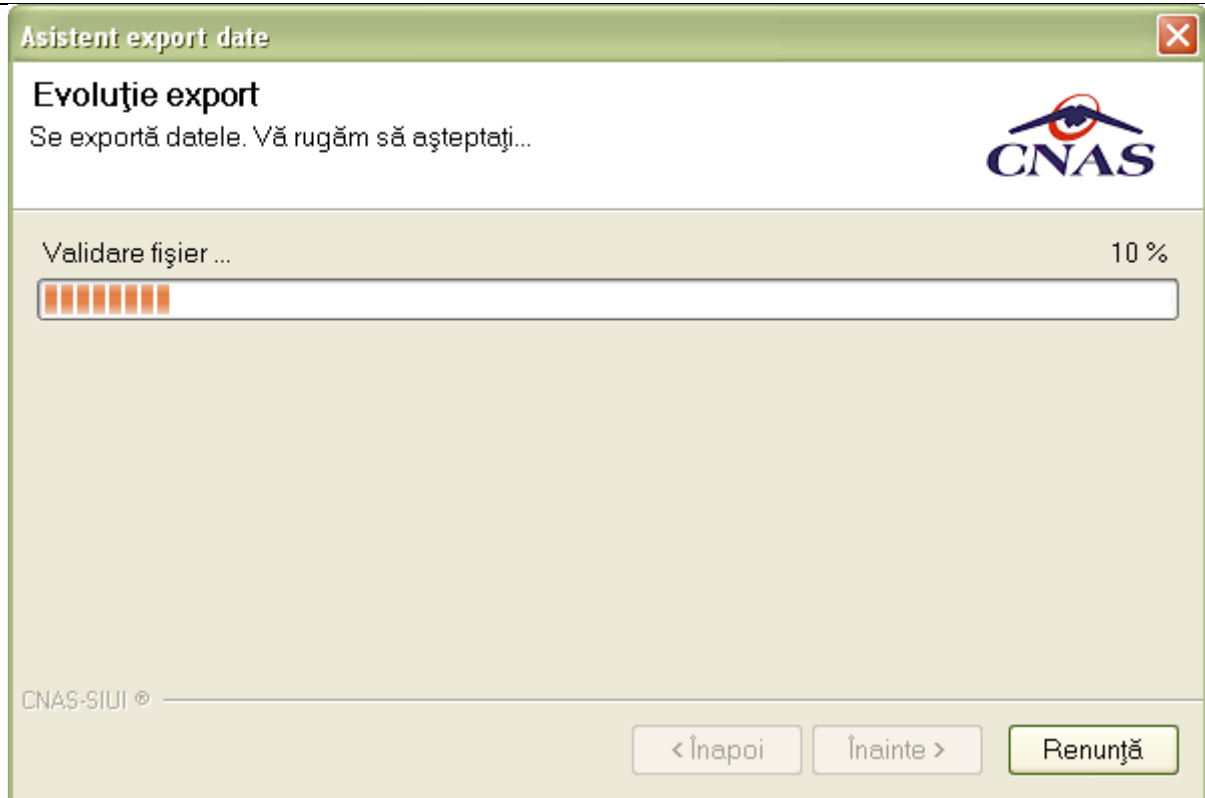 Asistent export date
Evoluţie export
Se exportă datele. Vă rugăm să aşteptaţi...
CNAS
Validare fişier ... 10 %
CNAS-SIUI ®
< Înapoi Înainte > Renunţă